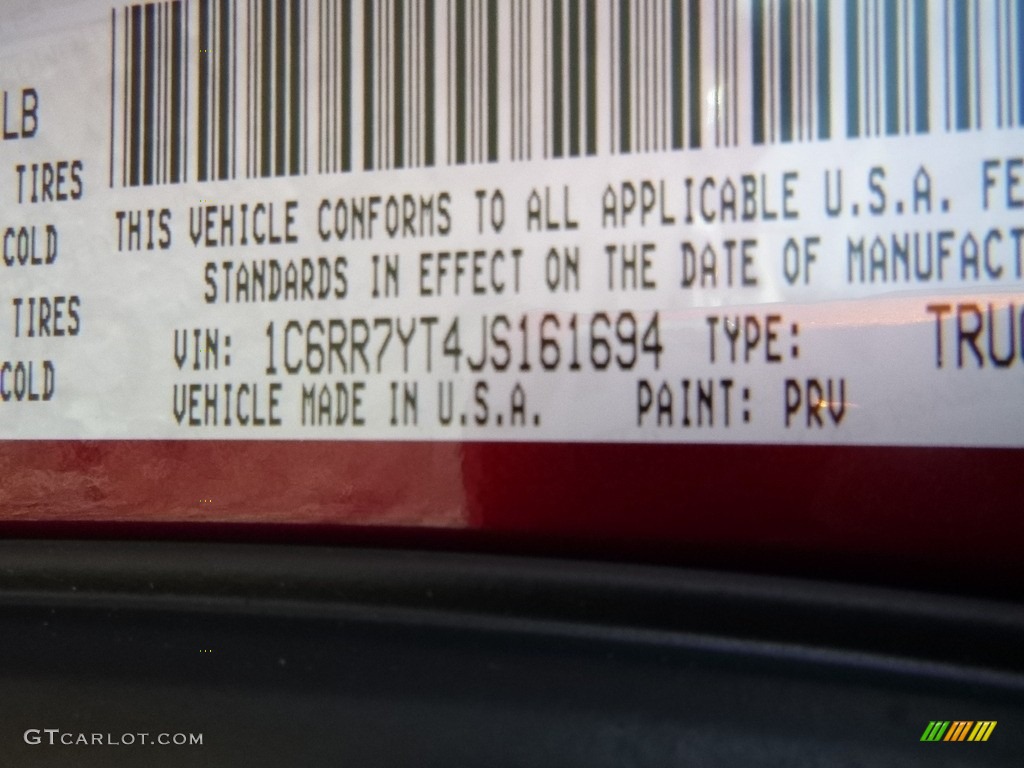 LB
TIRES
COLD
TIRES
COLD
THIS VEHICLE CONFORMS TO ALL APPLICABLE U.S.A. FE
STANDARDS IN EFFECT ON THE DATE OF MANUFACT
VIN: 1C6RR7YT4JS161694 TYPE: TRUC
VEHICLE MADE IN U.S.A. PAINT: PRV
GTCARLOT.COM